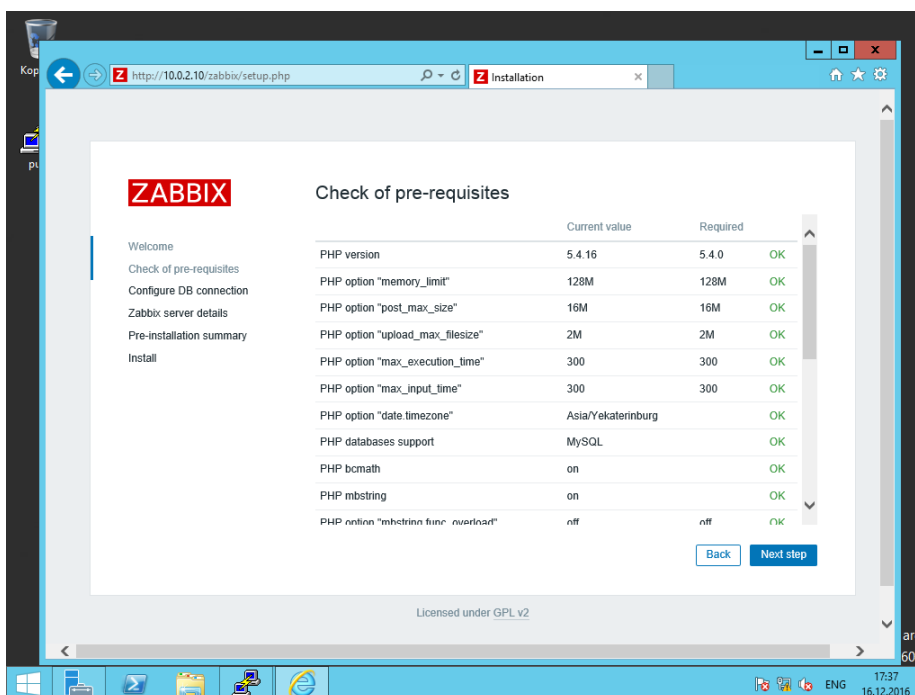 Kop
http://10.0.2.10/zabbix/setup.php
Z Installation
pu
ZABBIX
Check of pre-requisites
Welcome
Check of pre-requisites
Configure DB connection
Zabbix server details
Pre-installation summary
Install
Current value Required
PHP version 5.4.16 5.4.0 OK
PHP option "memory_limit" 128M 128M OK
PHP option "post_max_size" 16M 16M OK
PHP option "upload_max_filesize" 2M 2M OK
PHP option "max_execution_time" 300 300 OK
PHP option "max_input_time" 300 300 OK
PHP option "date.timezone" Asia/Yekaterinburg OK
PHP databases support MySQL OK
PHP bcmath on OK
PHP mbstring on OK
PHP option "mbstring.func_overload" off off OK
Back Next step
Licensed under GPL v2
ar
60
ENG
17:37
16.12.2016